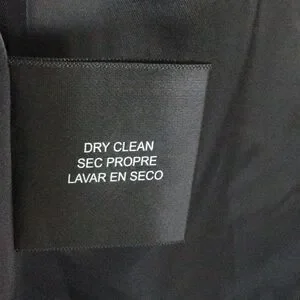 DRY CLEAN
SEC PROPRE
LAVAR EN SECO